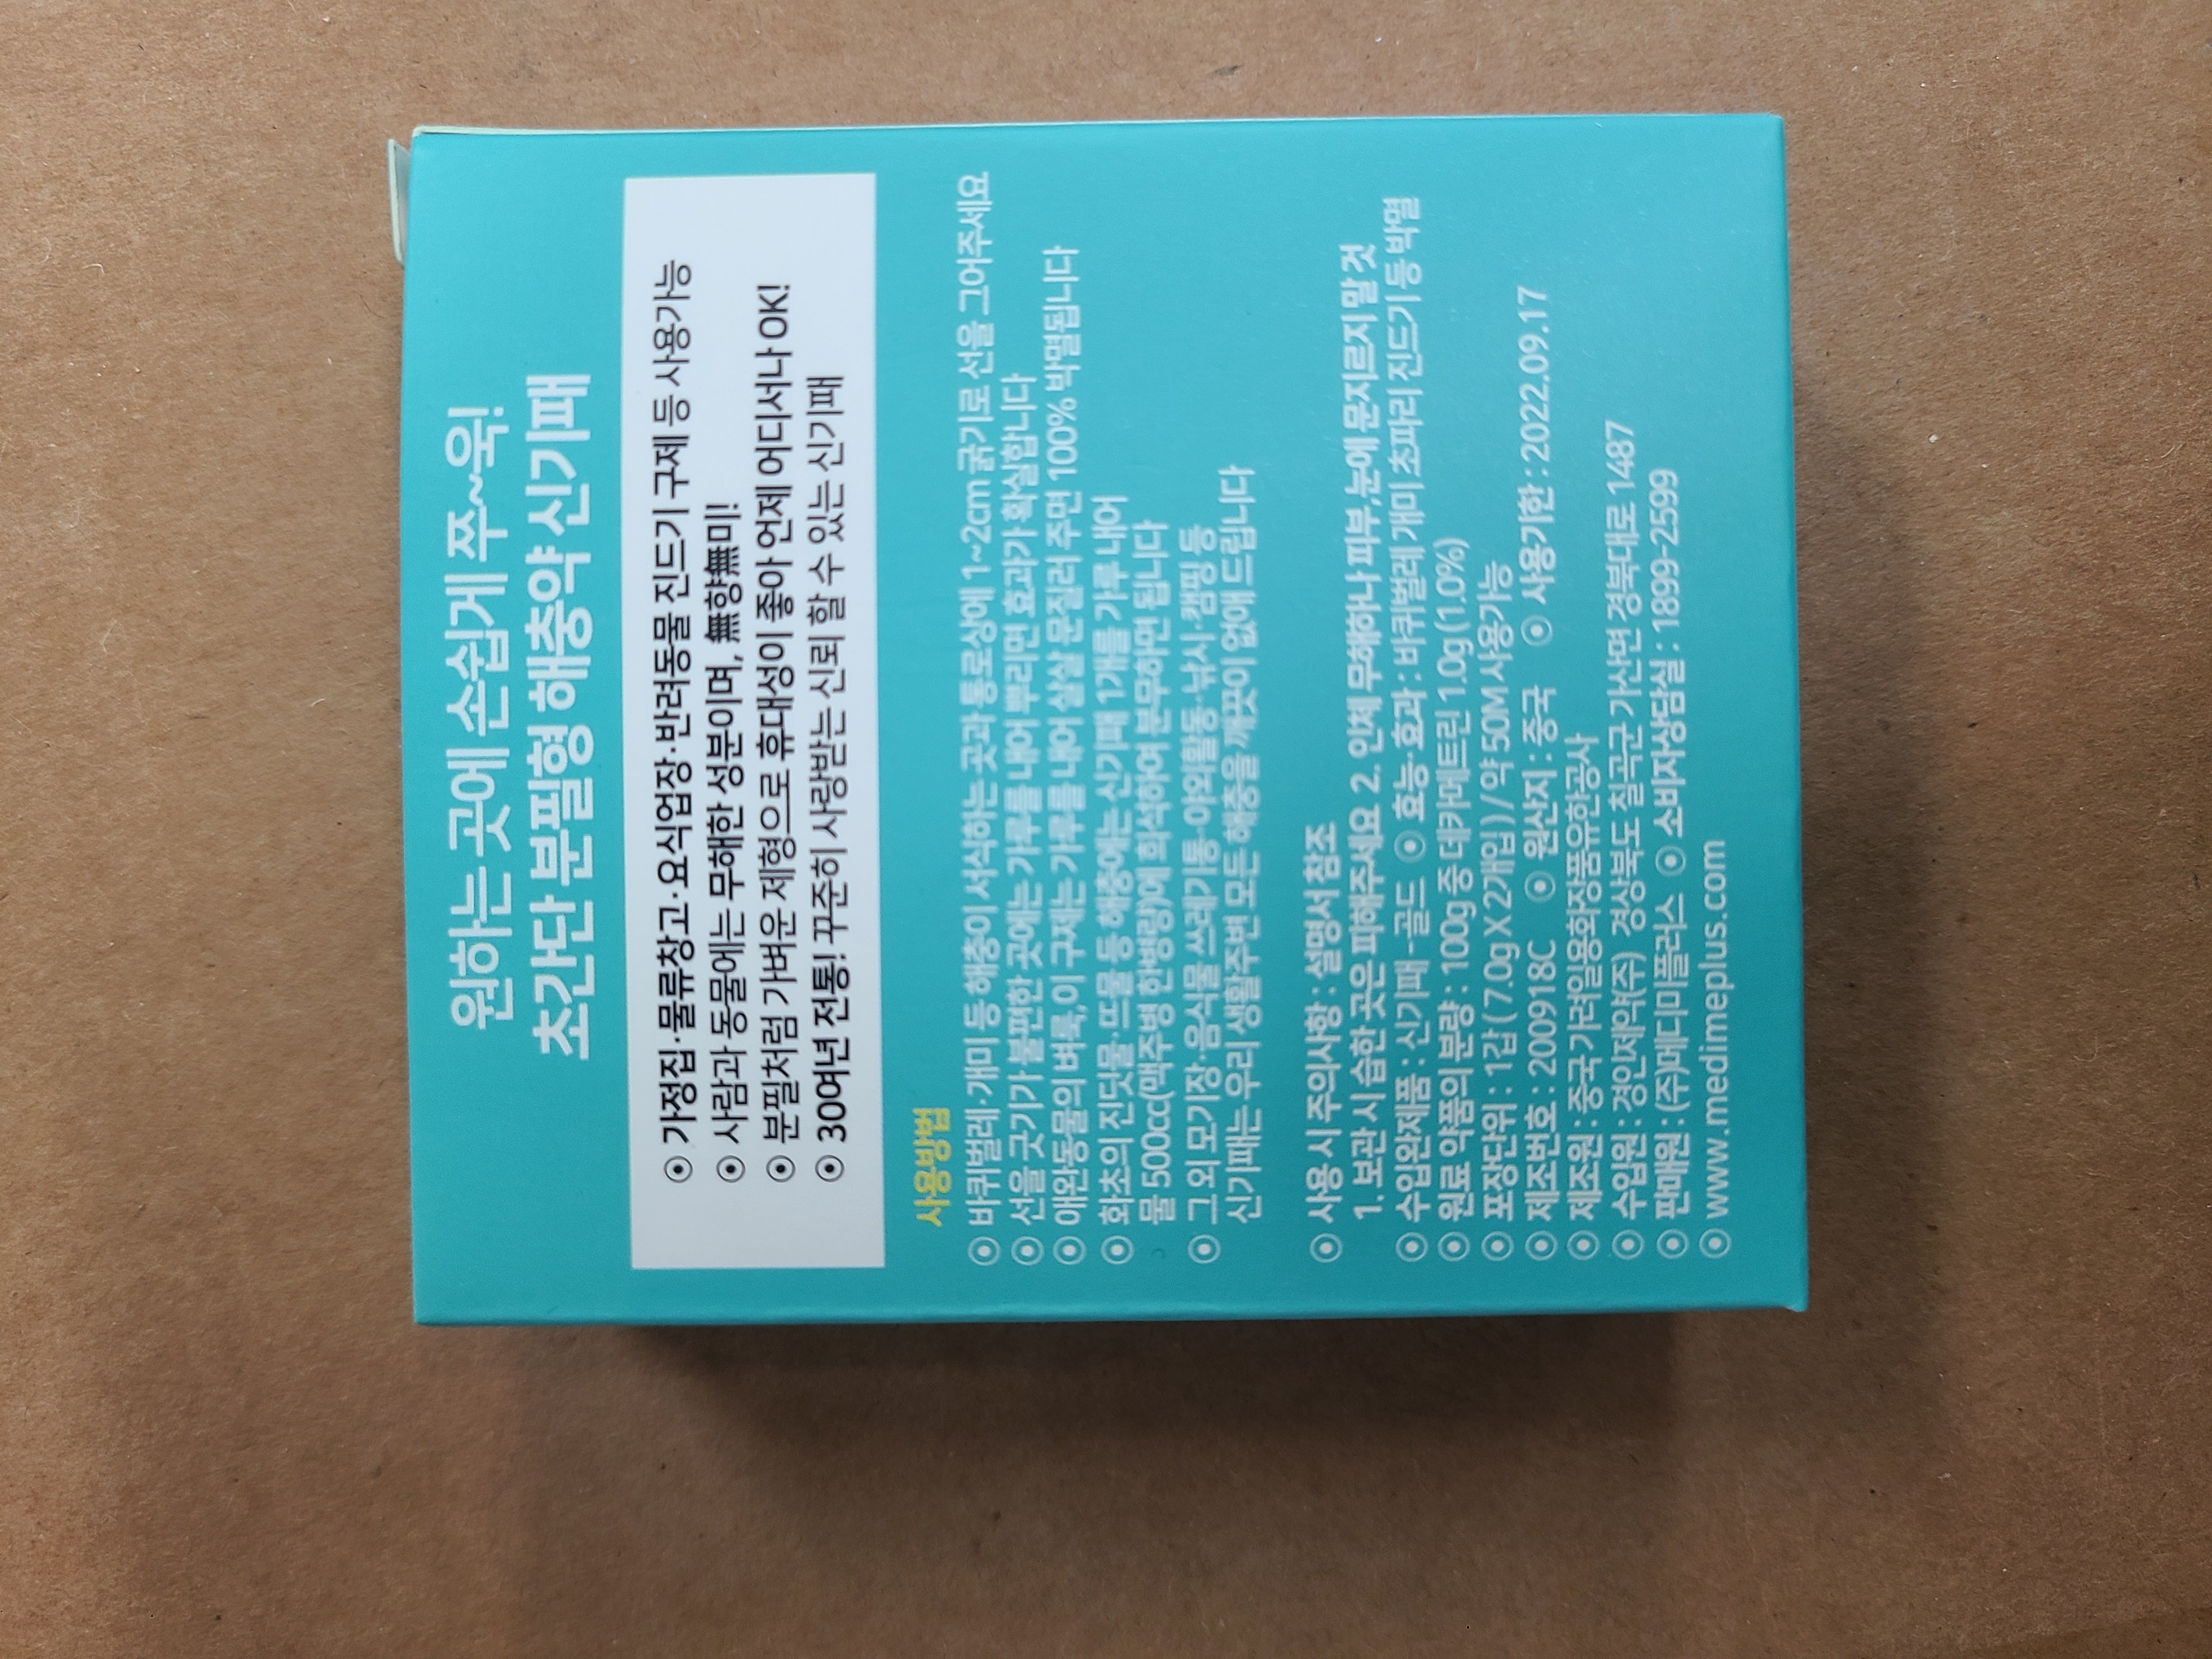 원하는 곳에 손쉽게 쭈~욱!
초간단 분필형 해충약 신기패
⊙ 가정집·물류창고·요식업장·반려동물 진드기 구제 등 사용가능
⊙ 사람과 동물에는 무해한 성분이며, 無향無미!
⊙ 분필처럼 가벼운 제형으로 휴대성이 좋아 언제 어디서나 OK!
⊙ 30여년 전통! 꾸준히 사랑받는 신뢰 할 수 있는 신기패
사용방법
⊙ 바퀴벌레·개미 등 해충이 서식하는 곳과 통로상에 1~2cm 굵기로 선을 그어주세요
⊙ 선을 긋기가 불편한 곳에는 가루를 내어 뿌리면 효과가 확실합니다
⊙ 애완동물의 벼룩,이 구제는 가루를 내어 살살 문질러 주면 100% 박멸됩니다
⊙ 화초의 진딧물·뜨물 등 해충에는 신기패 1개를 가루 내어
물 500cc(맥주병 한병량)에 희석하여 분무하면 됩니다
⊙ 그 외 모기장·음식물 쓰레기통·야외활동·낚시·캠핑 등
신기패는 우리 생활주변 모든 해충을 깨끗이 없애 드립니다
⊙ 사용 시 주의사항 : 설명서 참조
1. 보관 시 습한 곳은 피해주세요 2. 인체 무해하나 피부,눈에 문지르지 말 것
⊙ 수입완제품 : 신기패 -골드 ⊙ 효능·효과 : 바퀴벌레 개미 초파리 진드기 등 박멸
⊙ 원료 약품의 분량 : 100g 중 데카메트린 1.0g (1.0%)
⊙ 포장단위 : 1갑 ( 7.0g X 2개입 ) / 약 50M 사용가능
⊙ 제조번호 : 200918C ⊙ 원산지 : 중국 ⊙ 사용기한 : 2022.09.17
⊙ 제조원 : 중국 가려일용화장품유한공사
⊙ 수입원 : 경인제약(주) 경상북도 칠곡군 가산면 경북대로 1487
⊙ 판매원 : (주)메디미플러스 ⊙ 소비자상담실 : 1899-2599
⊙ www.medimeplus.com